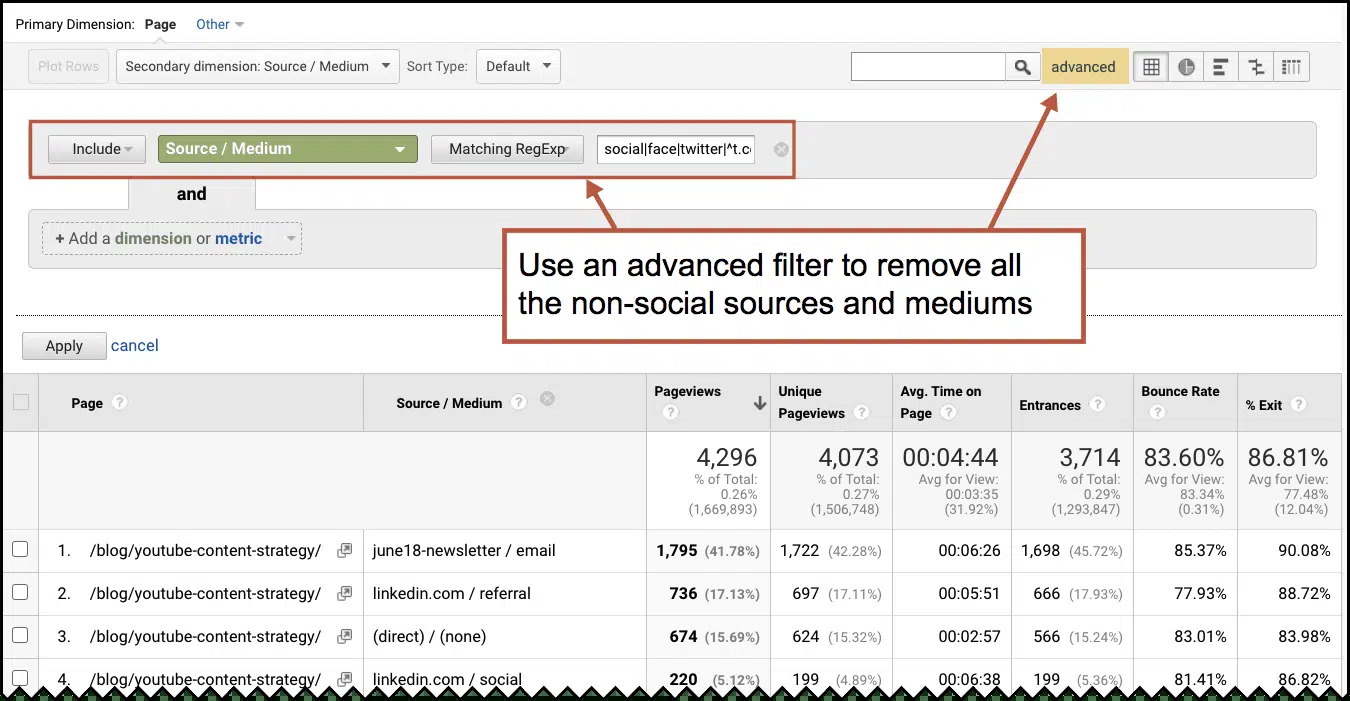 Primary Dimension: Page Other
Plot Rows Secondary dimension: Source / Medium Sort Type: Default advanced
Include Source / Medium Matching RegExp social|face|twitter|^t.c
and
+ Add a dimension or metric
Use an advanced filter to remove all
the non-social sources and mediums
Apply cancel
Page ? Source / Medium ? Pageviews ? Unique Pageviews ? Avg. Time on Page ? Entrances ? Bounce Rate ? % Exit ?
4,296 4,073 00:04:44 3,714 83.60% 86.81%
% of Total: % of Total: Avg for View: % of Total: Avg for View: Avg for View:
0.26% 0.27% 00:03:35 0.29% 83.34% 77.48%
(1,669,893) (1,506,748) (31.92%) (1,293,847) (0.31%) (12.04%)
1. /blog/youtube-content-strategy/ june18-newsletter / email 1,795 (41.78%) 1,722 (42.28%) 00:06:26 1,698 (45.72%) 85.37% 90.08%
2. /blog/youtube-content-strategy/ linkedin.com / referral 736 (17.13%) 697 (17.11%) 00:05:51 666 (17.93%) 77.93% 88.72%
3. /blog/youtube-content-strategy/ (direct) / (none) 674 (15.69%) 624 (15.32%) 00:02:57 566 (15.24%) 83.01% 83.98%
4. /blog/youtube-content-strategy/ linkedin.com / social 220 (5.12%) 199 (4.89%) 00:06:38 199 (5.36%) 81.41% 86.82%